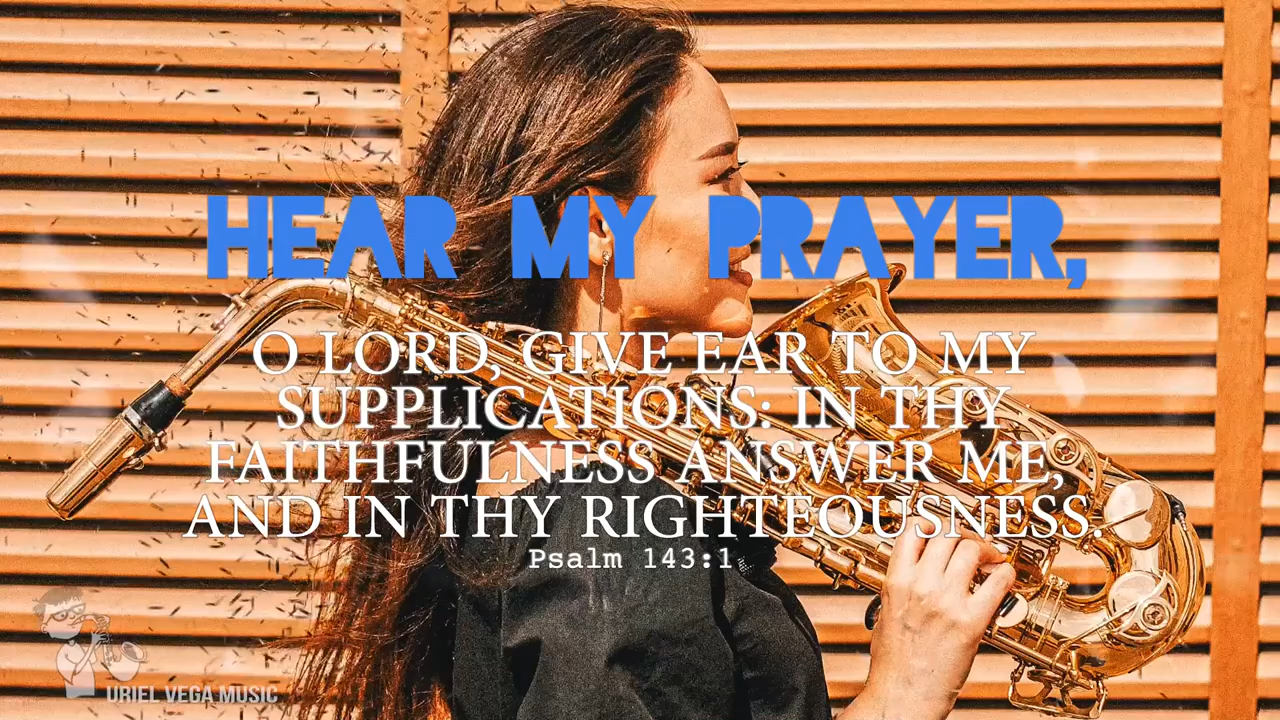 HEAR MY PRAYER,
O LORD, GIVE EAR TO MY
SUPPLICATIONS: IN THY
FAITHFULNESS ANSWER ME,
AND IN THY RIGHTEOUSNESS.
Psalm 143:1
URIEL VEGA MUSIC